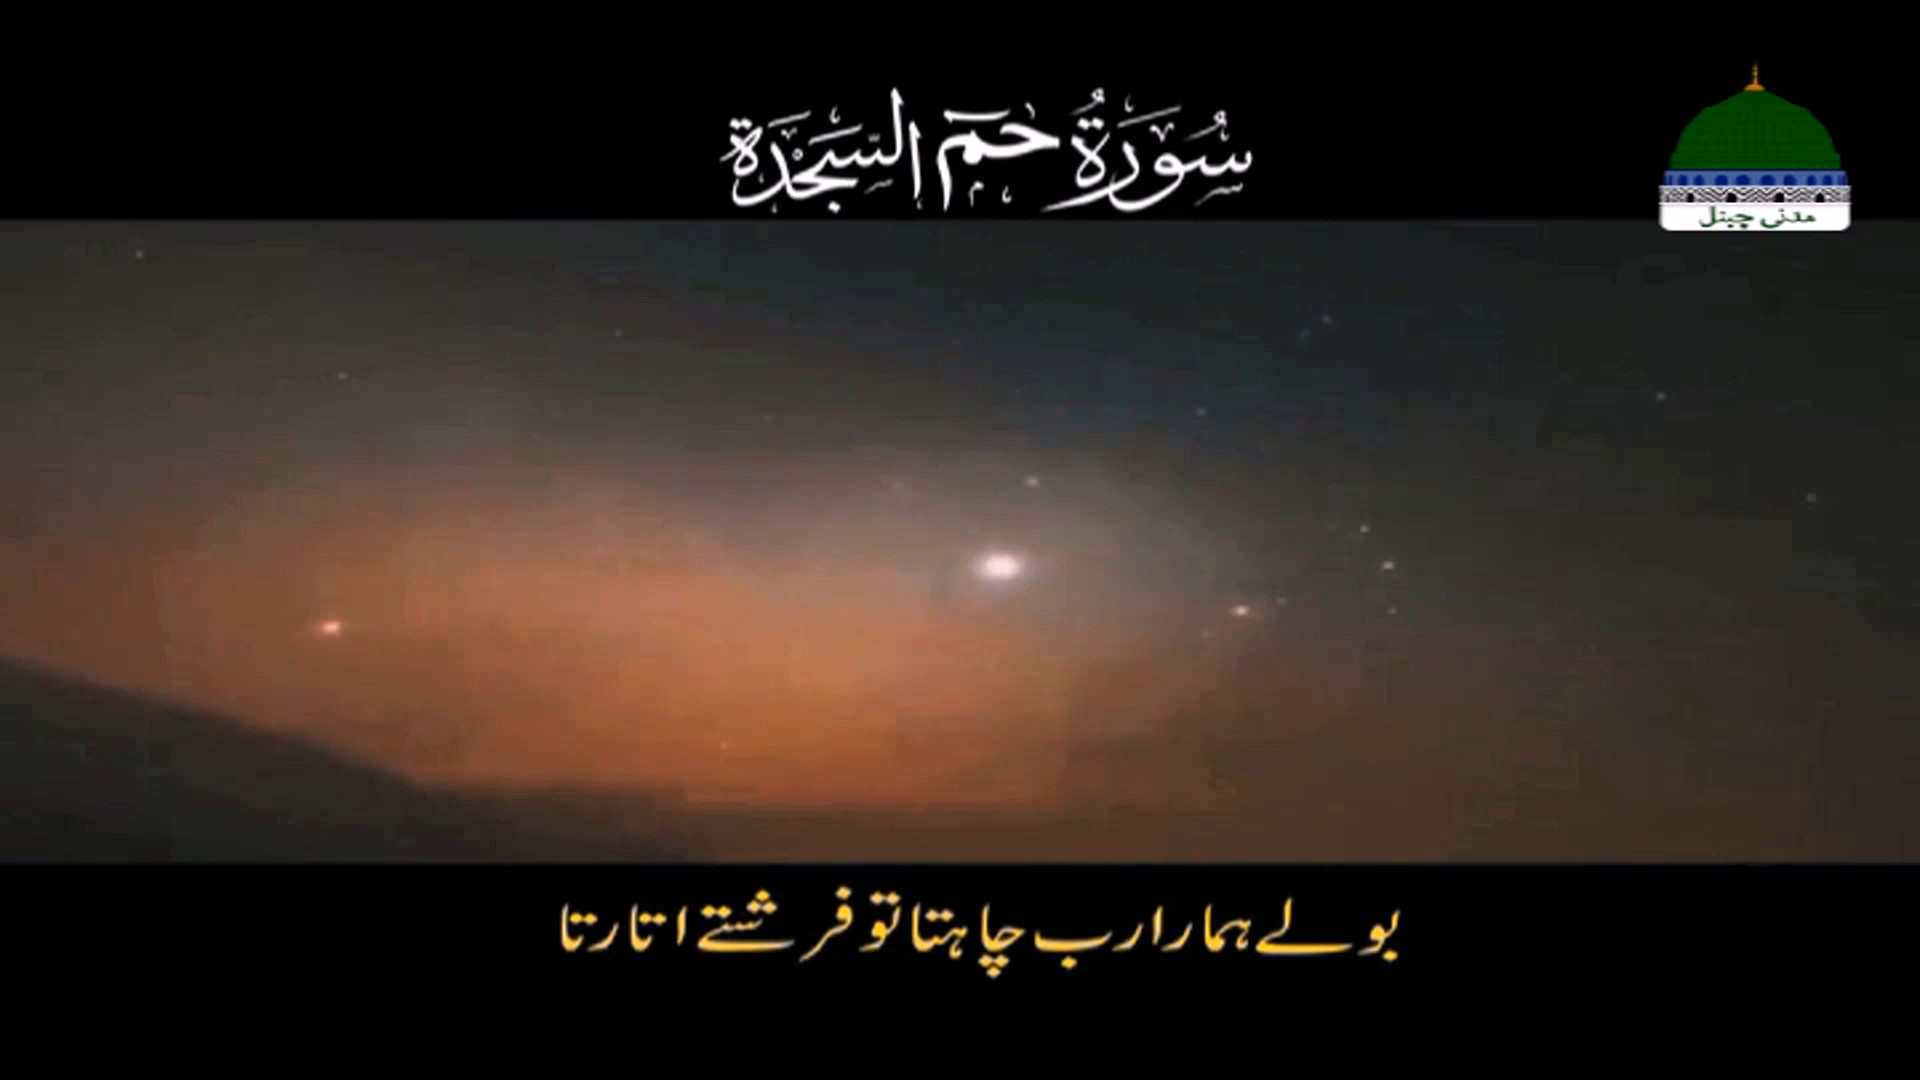 سُوْرَةُ حٰمٓ السَّجْدَة
مدنی چینل
بولے ہمارا رب چاہتا تو فرشتے اتارتا